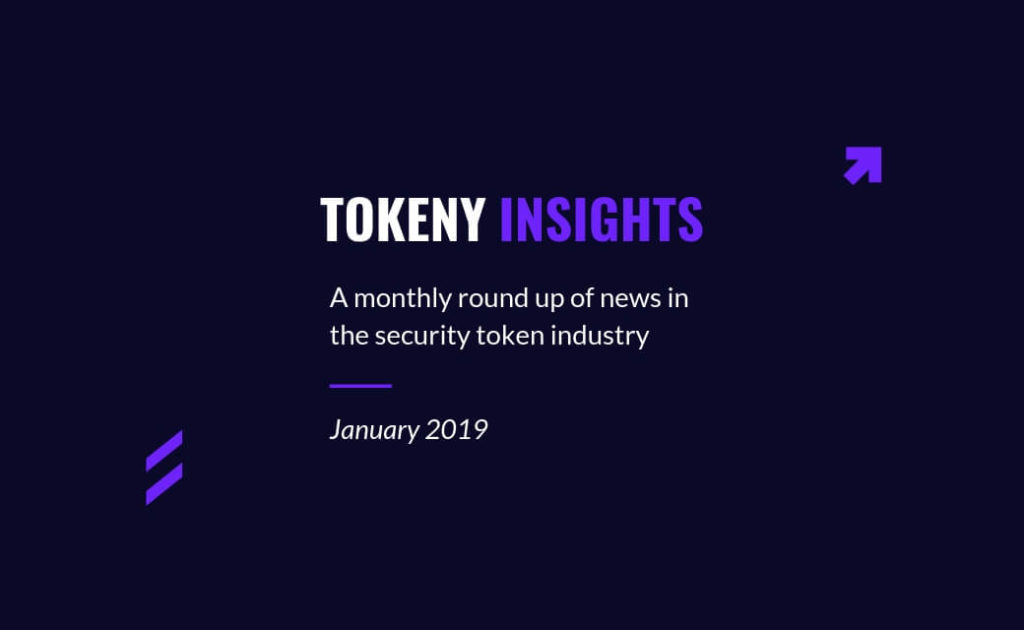 TOKENY INSIGHTS
A monthly round up of news in
the security token industry
January 2019